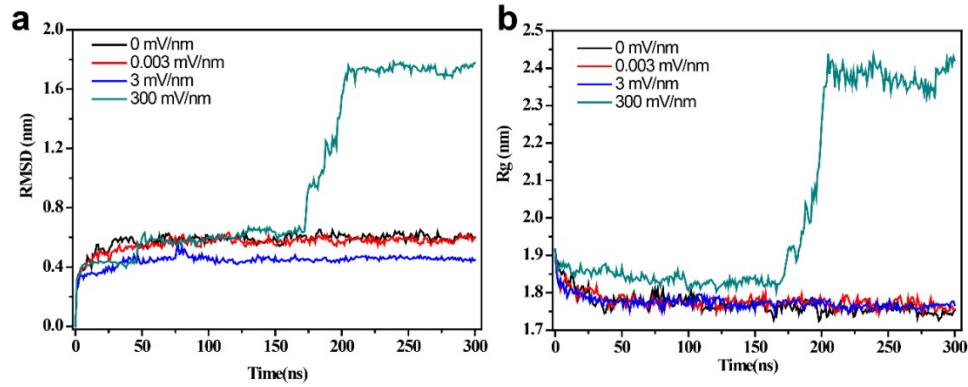 a
2.0
1.6
1.2
0.8
0.4
0.0
RMSD (nm)
0 mV/nm
0.003 mV/nm
3 mV/nm
300 mV/nm
0 50 100 150 200 250 300
Time(ns)
b
2.5
2.4
2.3
2.2
2.1
2.0
1.9
1.8
1.7
Rg (nm)
0 mV/nm
0.003 mV/nm
3 mV/nm
300 mV/nm
0 50 100 150 200 250 300
Time(ns)